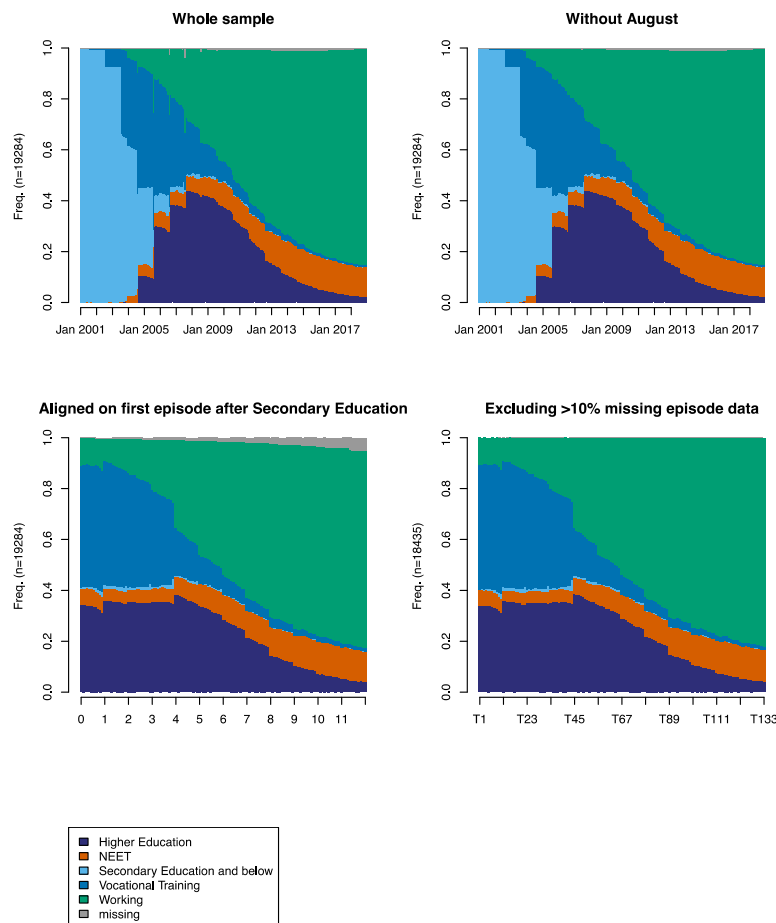 Whole sample
Freq. (n=19284)
1.0
0.8
0.6
0.4
0.2
0.0
Jan 2001 Jan 2005 Jan 2009 Jan 2013 Jan 2017
Without August
Freq. (n=19284)
1.0
0.8
0.6
0.4
0.2
0.0
Jan 2001 Jan 2005 Jan 2009 Jan 2013 Jan 2017
Aligned on first episode after Secondary Education
Freq. (n=19284)
1.0
0.8
0.6
0.4
0.2
0.0
0 1 2 3 4 5 6 7 8 9 10 11
Excluding >10% missing episode data
Freq. (n=18435)
1.0
0.8
0.6
0.4
0.2
0.0
T1 T23 T45 T67 T89 T111 T133
Higher Education
NEET
Secondary Education and below
Vocational Training
Working
missing